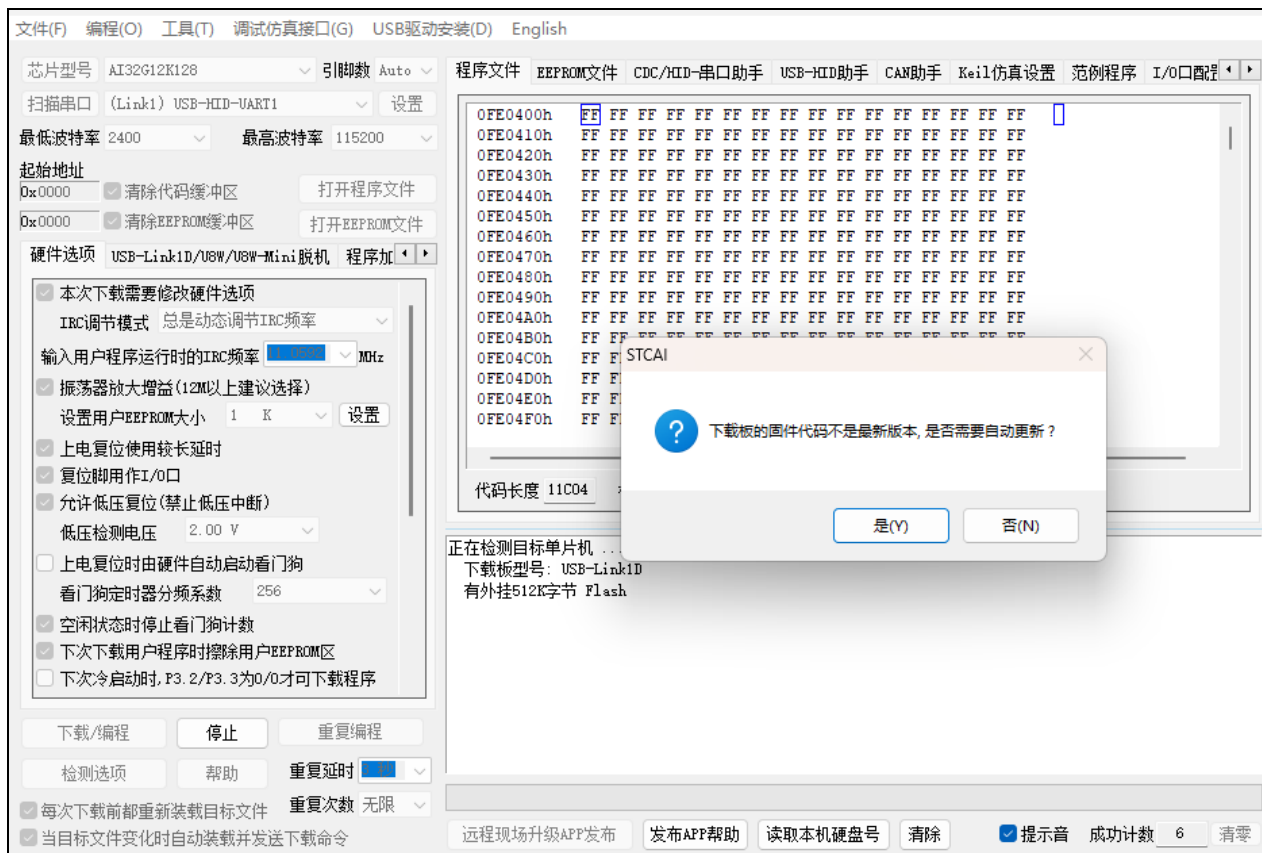 文件(F) 编程(O) 工具(T) 调试仿真接口(G) USB驱动安装(D) English
芯片型号 AI32G12K128 引脚数 Auto
扫描串口 (Link1) USB-HID-UART1 设置
最低波特率 2400 最高波特率 115200
起始地址
0x0000 清除代码缓冲区 打开程序文件
0x0000 清除EEPROM缓冲区 打开EEPROM文件
硬件选项 USB-Link1D/U8W/U8W-Mini脱机 程序加
本次下载需要修改硬件选项
IRC调节模式 总是动态调节IRC频率
输入用户程序运行时的IRC频率 MHz
振荡器放大增益(12M以上建议选择)
设置用户EEPROM大小 1 K 设置
上电复位使用较长延时
复位脚用作I/O口
允许低压复位(禁止低压中断)
低压检测电压 2.00 V
上电复位时由硬件自动启动看门狗
看门狗定时器分频系数 256
空闲状态时停止看门狗计数
下次下载用户程序时擦除用户EEPROM区
下次冷启动时,P3.2/P3.3为0/0才可下载程序
下载/编程 停止 重复编程
检测选项 帮助 重复延时
每次下载前都重新装载目标文件 重复次数 无限
当目标文件变化时自动装载并发送下载命令
程序文件 EEPROM文件 CDC/HID-串口助手 USB-HID助手 CAN助手 Keil仿真设置 范例程序 I/O口配
0FE0400h FF FF FF FF FF FF FF FF FF FF FF FF FF FF FF FF
0FE0410h FF FF FF FF FF FF FF FF FF FF FF FF FF FF FF FF
0FE0420h FF FF FF FF FF FF FF FF FF FF FF FF FF FF FF FF
0FE0430h FF FF FF FF FF FF FF FF FF FF FF FF FF FF FF FF
0FE0440h FF FF FF FF FF FF FF FF FF FF FF FF FF FF FF FF
0FE0450h FF FF FF FF FF FF FF FF FF FF FF FF FF FF FF FF
0FE0460h FF FF FF FF FF FF FF FF FF FF FF FF FF FF FF FF
0FE0470h FF FF FF FF FF FF FF FF FF FF FF FF FF FF FF FF
0FE0480h FF FF FF FF FF FF FF FF FF FF FF FF FF FF FF FF
0FE0490h FF FF FF FF FF FF FF FF FF FF FF FF FF FF FF FF
0FE04A0h FF FF FF FF FF FF FF FF FF FF FF FF FF FF FF FF
0FE04B0h FF FF FF FF FF FF FF FF FF FF FF FF FF FF FF FF
0FE04C0h FF
0FE04D0h FF
0FE04E0h FF
0FE04F0h FF
代码长度 11C04
STCAI
下载板的固件代码不是最新版本, 是否需要自动更新 ?
是(Y) 否(N)
正在检测目标单片机 ...
下载板型号: USB-Link1D
有外挂512K字节 Flash
远程现场升级APP发布 发布APP帮助 读取本机硬盘号 清除 提示音 成功计数 6 清零